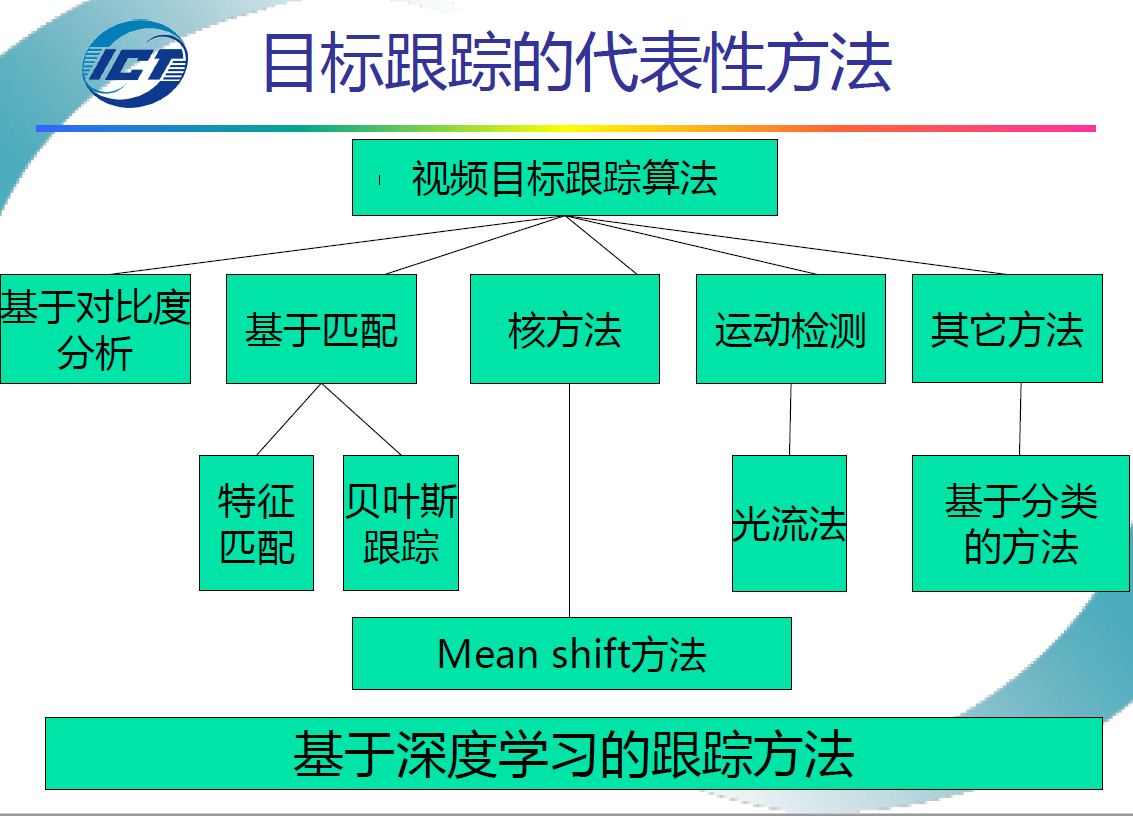 ICT
目标跟踪的代表性方法
视频目标跟踪算法
基于对比度
分析
基于匹配
核方法
运动检测
其它方法
特征
匹配
贝叶斯
跟踪
光流法
基于分类
的方法
Mean shift方法
基于深度学习的跟踪方法